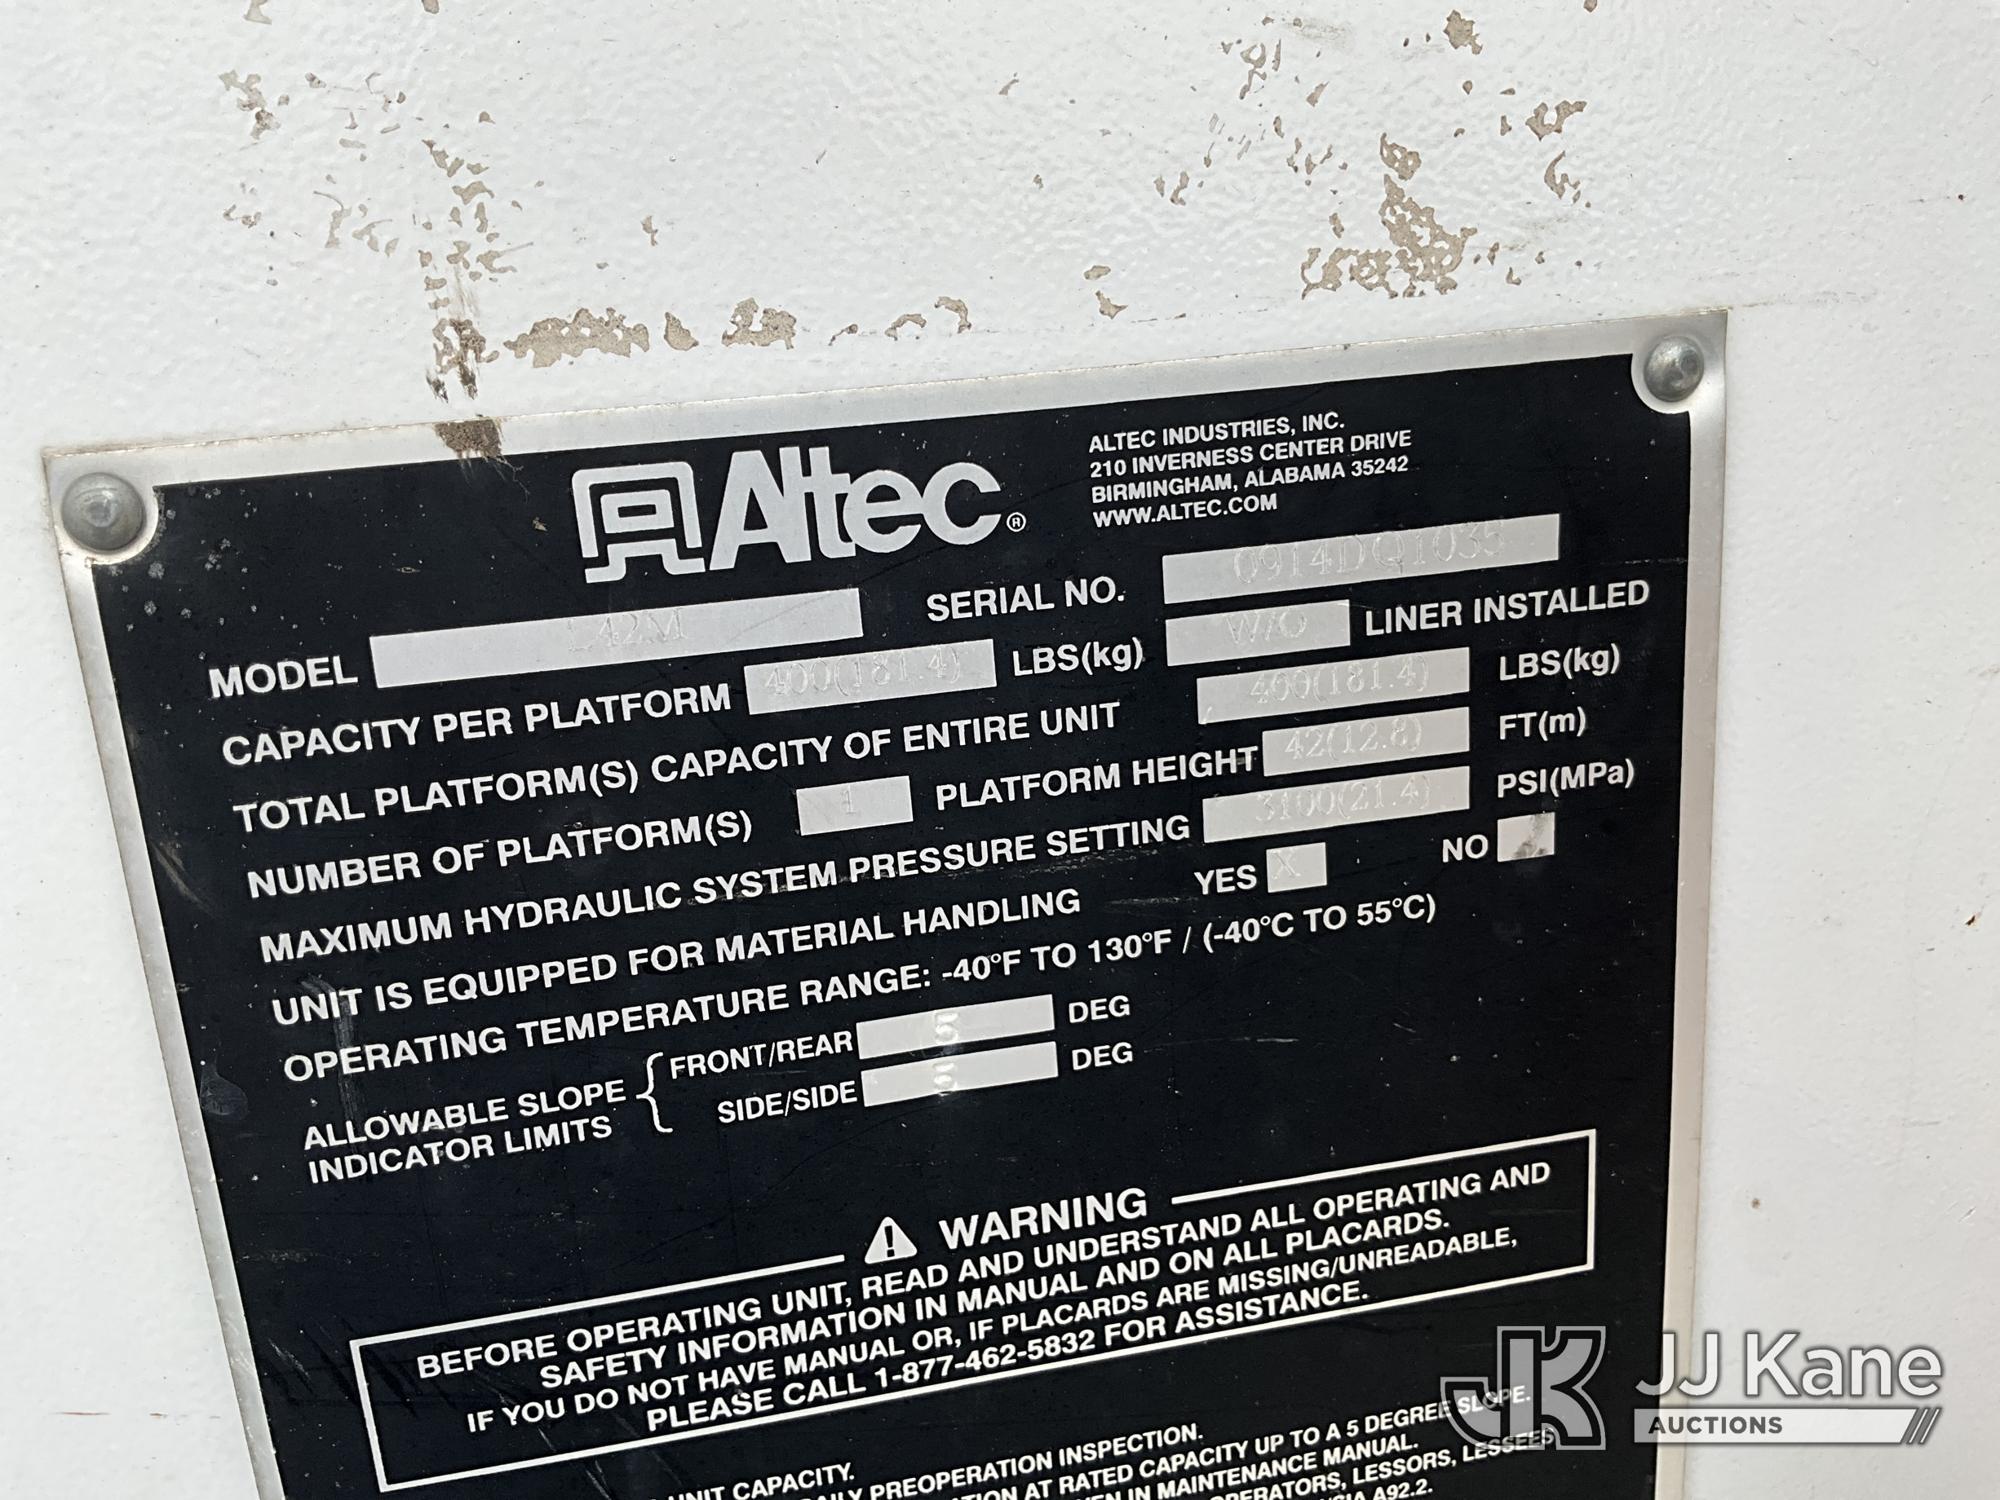 Altec®
ALTEC INDUSTRIES, INC.
210 INVERNESS CENTER DRIVE
BIRMINGHAM, ALABAMA 35242
WWW.ALTEC.COM
MODEL L42M SERIAL NO. 0914DQ1035
CAPACITY PER PLATFORM 400(181.4) LBS(kg) W/O LINER INSTALLED
TOTAL PLATFORM(S) CAPACITY OF ENTIRE UNIT 400(181.4) LBS(kg)
NUMBER OF PLATFORM(S) 1 PLATFORM HEIGHT 42(12.8) FT(m)
MAXIMUM HYDRAULIC SYSTEM PRESSURE SETTING 3100(21.4) PSI(MPa)
UNIT IS EQUIPPED FOR MATERIAL HANDLING YES X NO
OPERATING TEMPERATURE RANGE: -40°F TO 130°F / (-40°C TO 55°C)
ALLOWABLE SLOPE { FRONT/REAR 5 DEG
INDICATOR LIMITS SIDE/SIDE 5 DEG
⚠ WARNING
BEFORE OPERATING UNIT, READ AND UNDERSTAND ALL OPERATING AND
SAFETY INFORMATION IN MANUAL AND ON ALL PLACARDS.
IF YOU DO NOT HAVE MANUAL OR, IF PLACARDS ARE MISSING/UNREADABLE,
PLEASE CALL 1-877-462-5832 FOR ASSISTANCE.
UNIT CAPACITY.
PREOPERATION INSPECTION.
AT RATED CAPACITY UP TO A 5 DEGREE SLOPE.
IN MAINTENANCE MANUAL.
OPERATORS, LESSORS, LESSEES
A92.2.
JK JJ Kane
AUCTIONS